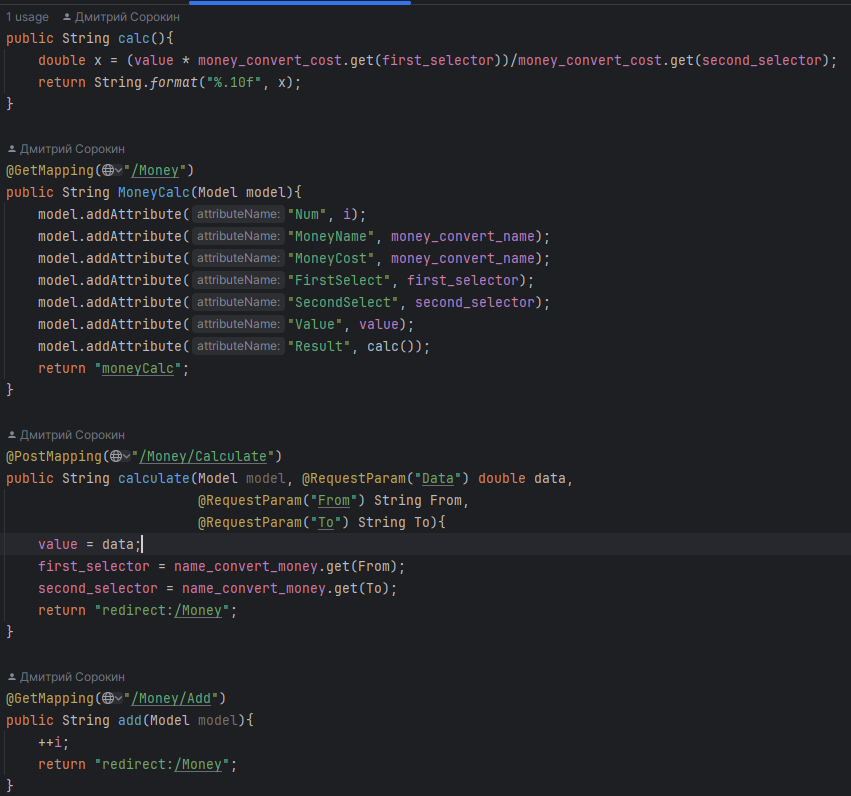 1 usage Дмитрий Сорокин
public String calc(){
    double x = (value * money_convert_cost.get(first_selector))/money_convert_cost.get(second_selector);
    return String.format("%.10f", x);
}
Дмитрий Сорокин
@GetMapping("/Money")
public String MoneyCalc(Model model){
    model.addAttribute( attributeName: "Num", i);
    model.addAttribute( attributeName: "MoneyName", money_convert_name);
    model.addAttribute( attributeName: "MoneyCost", money_convert_name);
    model.addAttribute( attributeName: "FirstSelect", first_selector);
    model.addAttribute( attributeName: "SecondSelect", second_selector);
    model.addAttribute( attributeName: "Value", value);
    model.addAttribute( attributeName: "Result", calc());
    return "moneyCalc";
}
Дмитрий Сорокин
@PostMapping("/Money/Calculate")
public String calculate(Model model, @RequestParam("Data") double data,
                        @RequestParam("From") String From,
                        @RequestParam("To") String To){
    value = data;
    first_selector = name_convert_money.get(From);
    second_selector = name_convert_money.get(To);
    return "redirect:/Money";
}
Дмитрий Сорокин
@GetMapping("/Money/Add")
public String add(Model model){
    ++i;
    return "redirect:/Money";
}